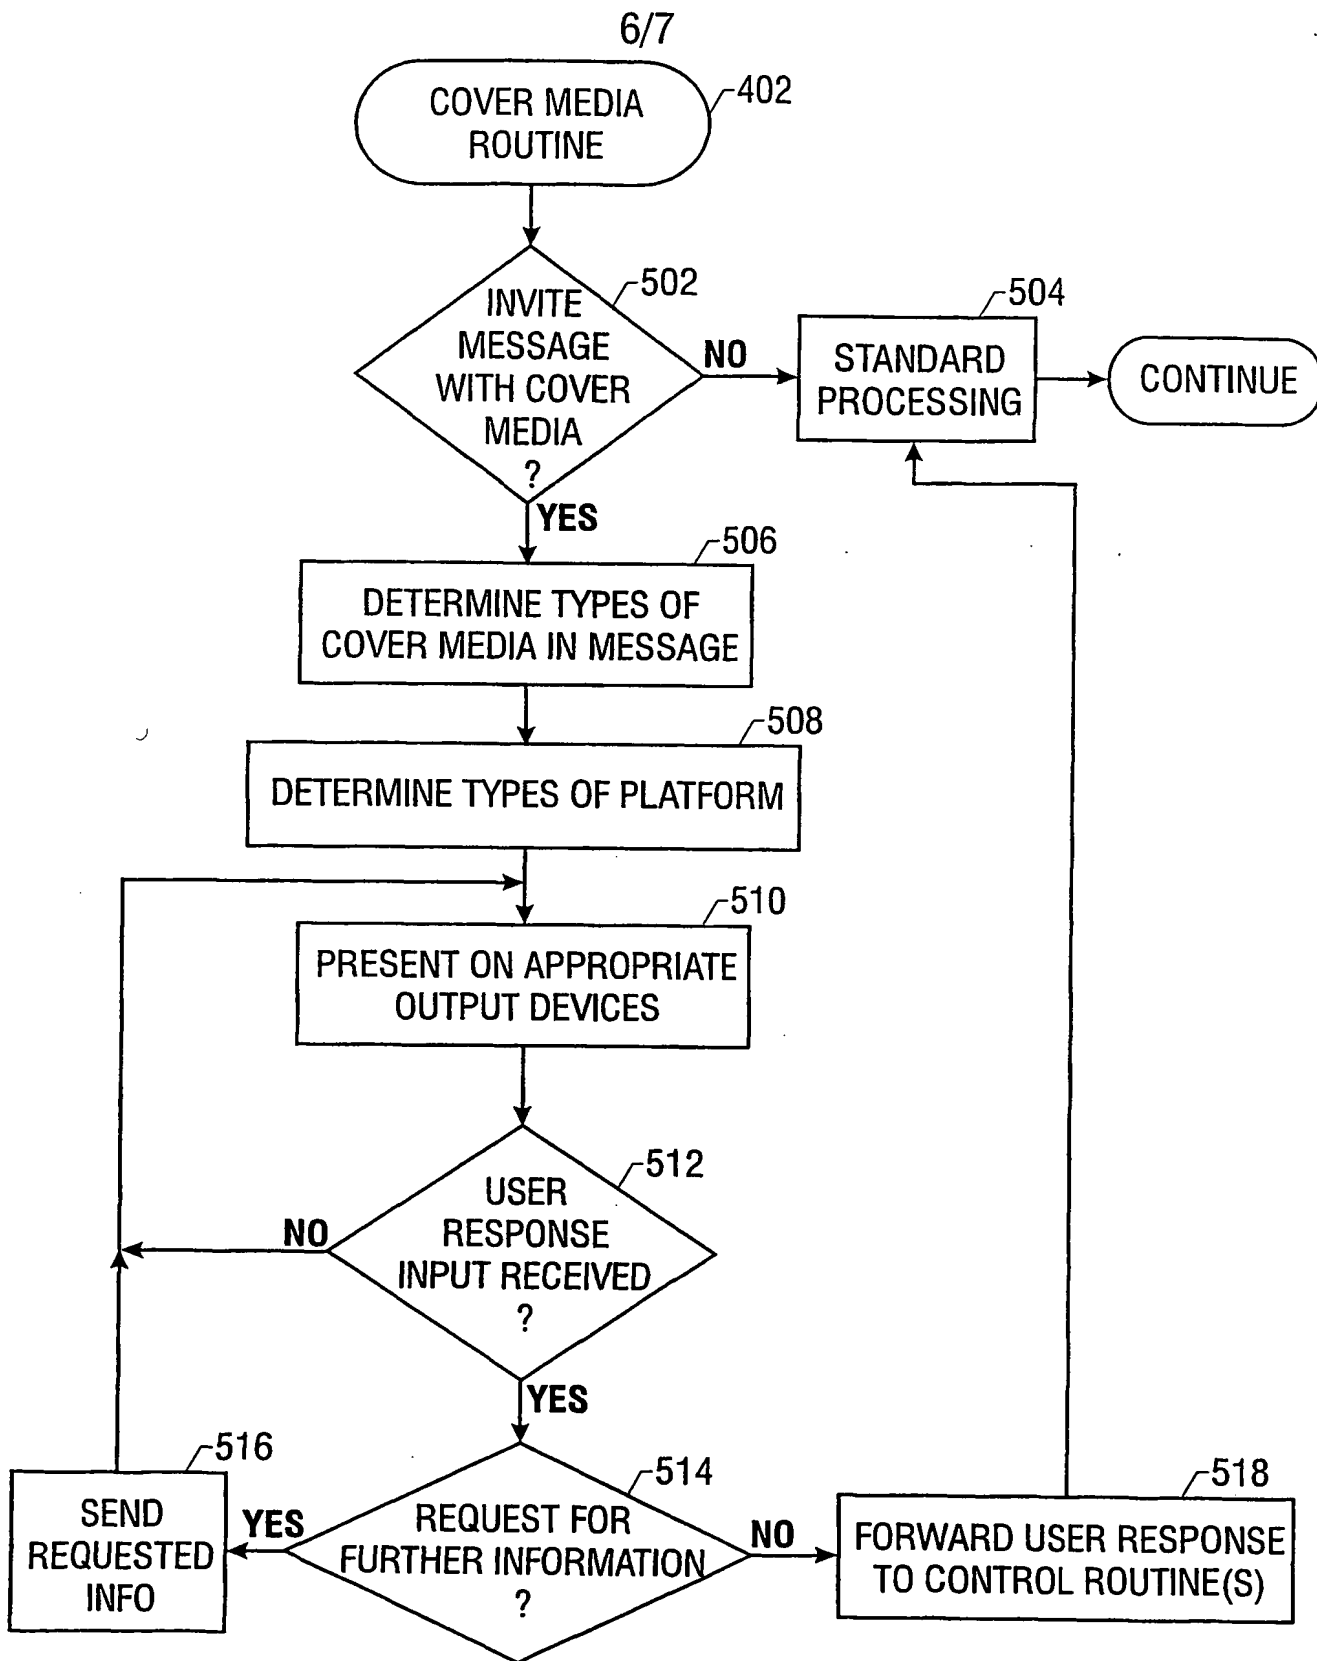 6/7
COVER MEDIA
ROUTINE
402
INVITE
MESSAGE
WITH COVER
MEDIA
?
502
NO
STANDARD
PROCESSING
504
CONTINUE
YES
DETERMINE TYPES OF
COVER MEDIA IN MESSAGE
506
DETERMINE TYPES OF PLATFORM
508
PRESENT ON APPROPRIATE
OUTPUT DEVICES
510
USER
RESPONSE
INPUT RECEIVED
?
512
NO
YES
REQUEST FOR
FURTHER INFORMATION
?
514
YES
SEND
REQUESTED
INFO
516
NO
FORWARD USER RESPONSE
TO CONTROL ROUTINE(S)
518